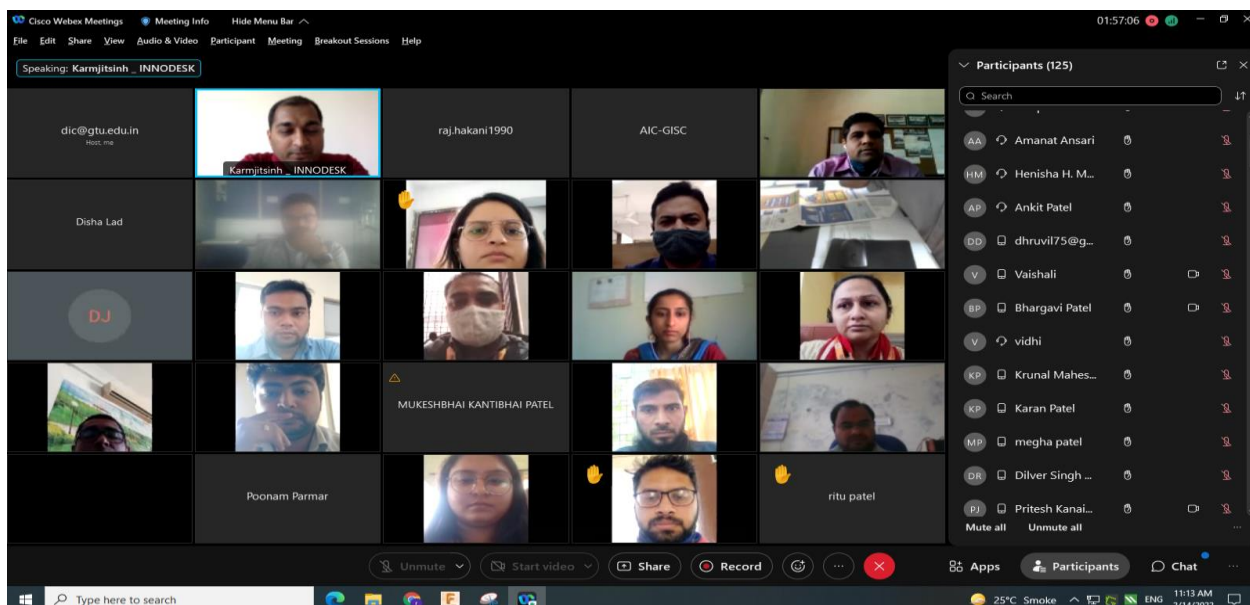 Cisco Webex Meetings Meeting Info Hide Menu Bar 01:57:06
File Edit Share View Audio & Video Participant Meeting Breakout Sessions Help
Speaking: Karmjitsinh _ INNODESK
Participants (125)
Search
dic@gtu.edu.in
Host, me
Karmjitsinh _ INNODESK
raj.hakani1990
AIC-GISC
Disha Lad
DJ
MUKESHBHAI KANTIBHAI PATEL
Poonam Parmar
ritu patel
AA Amanat Ansari
HM Henisha H. M...
AP Ankit Patel
DD dhruvil75@g...
V Vaishali
BP Bhargavi Patel
V vidhi
KP Krunal Mahes...
KP Karan Patel
MP megha patel
DR Dilver Singh ...
PJ Pritesh Kanai...
Mute all Unmute all
Unmute Start video Share Record Apps Participants Chat
Type here to search 25°C Smoke ENG 11:13 AM